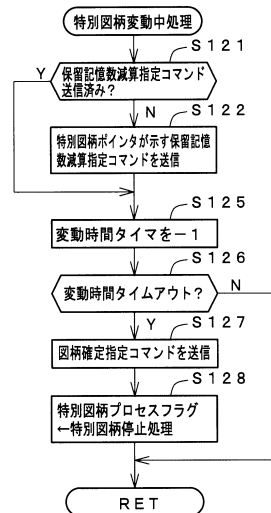 特別図柄変動中処理
S121
Y
保留記憶数減算指定コマンド
送信済み？
N
S122
特別図柄ポインタが示す保留記憶
数減算指定コマンドを送信
S125
変動時間タイマを－１
S126
変動時間タイムアウト？
N
Y
S127
図柄確定指定コマンドを送信
S128
特別図柄プロセスフラグ
←特別図柄停止処理
RET